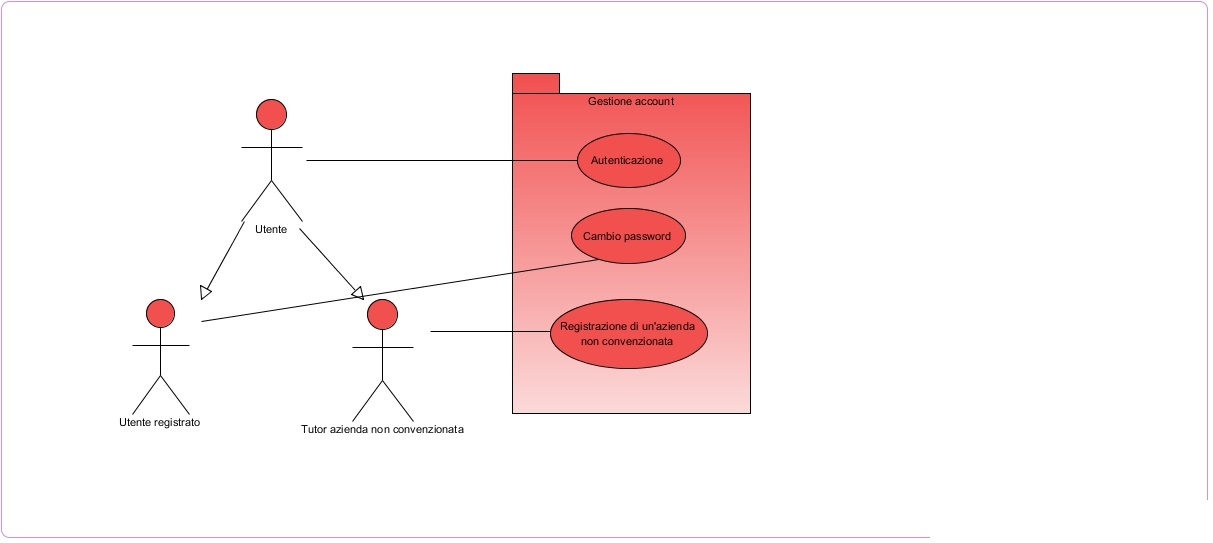 Gestione account
Autenticazione
Utente
Cambio password
Registrazione di un'azienda
non convenzionata
Utente registrato
Tutor azienda non convenzionata